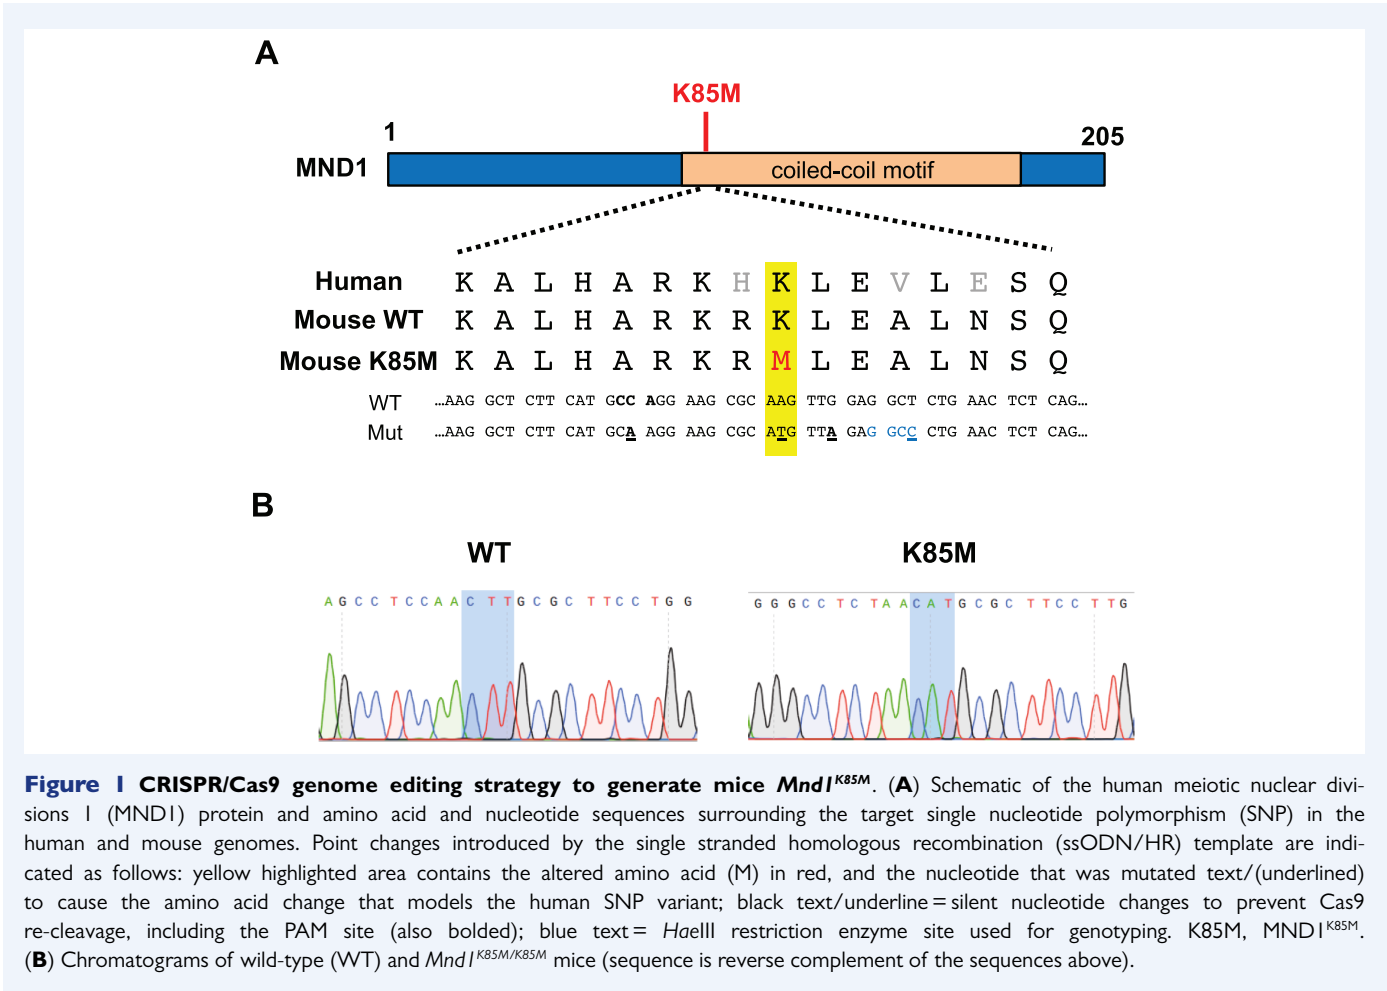 A
K85M
1
205
MND1
coiled-coil motif
Human K A L H A R K H K L E V L E S Q
Mouse WT K A L H A R K R K L E A L N S Q
Mouse K85M K A L H A R K R M L E A L N S Q
WT …AAG GCT CTT CAT GCC AGG AAG CGC AAG TTG GAG GCT CTG AAC TCT CAG…
Mut …AAG GCT CTT CAT GCA AGG AAG CGC ATG TTA GAG GCC CTG AAC TCT CAG…
B
WT
K85M
A G C C T C C A A C T T G C G C T T C C T G G
G G G C C T C T A A C A T G C G C T T C C T T G
Figure 1 CRISPR/Cas9 genome editing strategy to generate mice Mnd1K85M. (A) Schematic of the human meiotic nuclear divi-
sions 1 (MND1) protein and amino acid and nucleotide sequences surrounding the target single nucleotide polymorphism (SNP) in the
human and mouse genomes. Point changes introduced by the single stranded homologous recombination (ssODN/HR) template are indi-
cated as follows: yellow highlighted area contains the altered amino acid (M) in red, and the nucleotide that was mutated text/(underlined)
to cause the amino acid change that models the human SNP variant; black text/underline = silent nucleotide changes to prevent Cas9
re-cleavage, including the PAM site (also bolded); blue text = HaeIII restriction enzyme site used for genotyping. K85M, MND1K85M.
(B) Chromatograms of wild-type (WT) and Mnd1K85M/K85M mice (sequence is reverse complement of the sequences above).